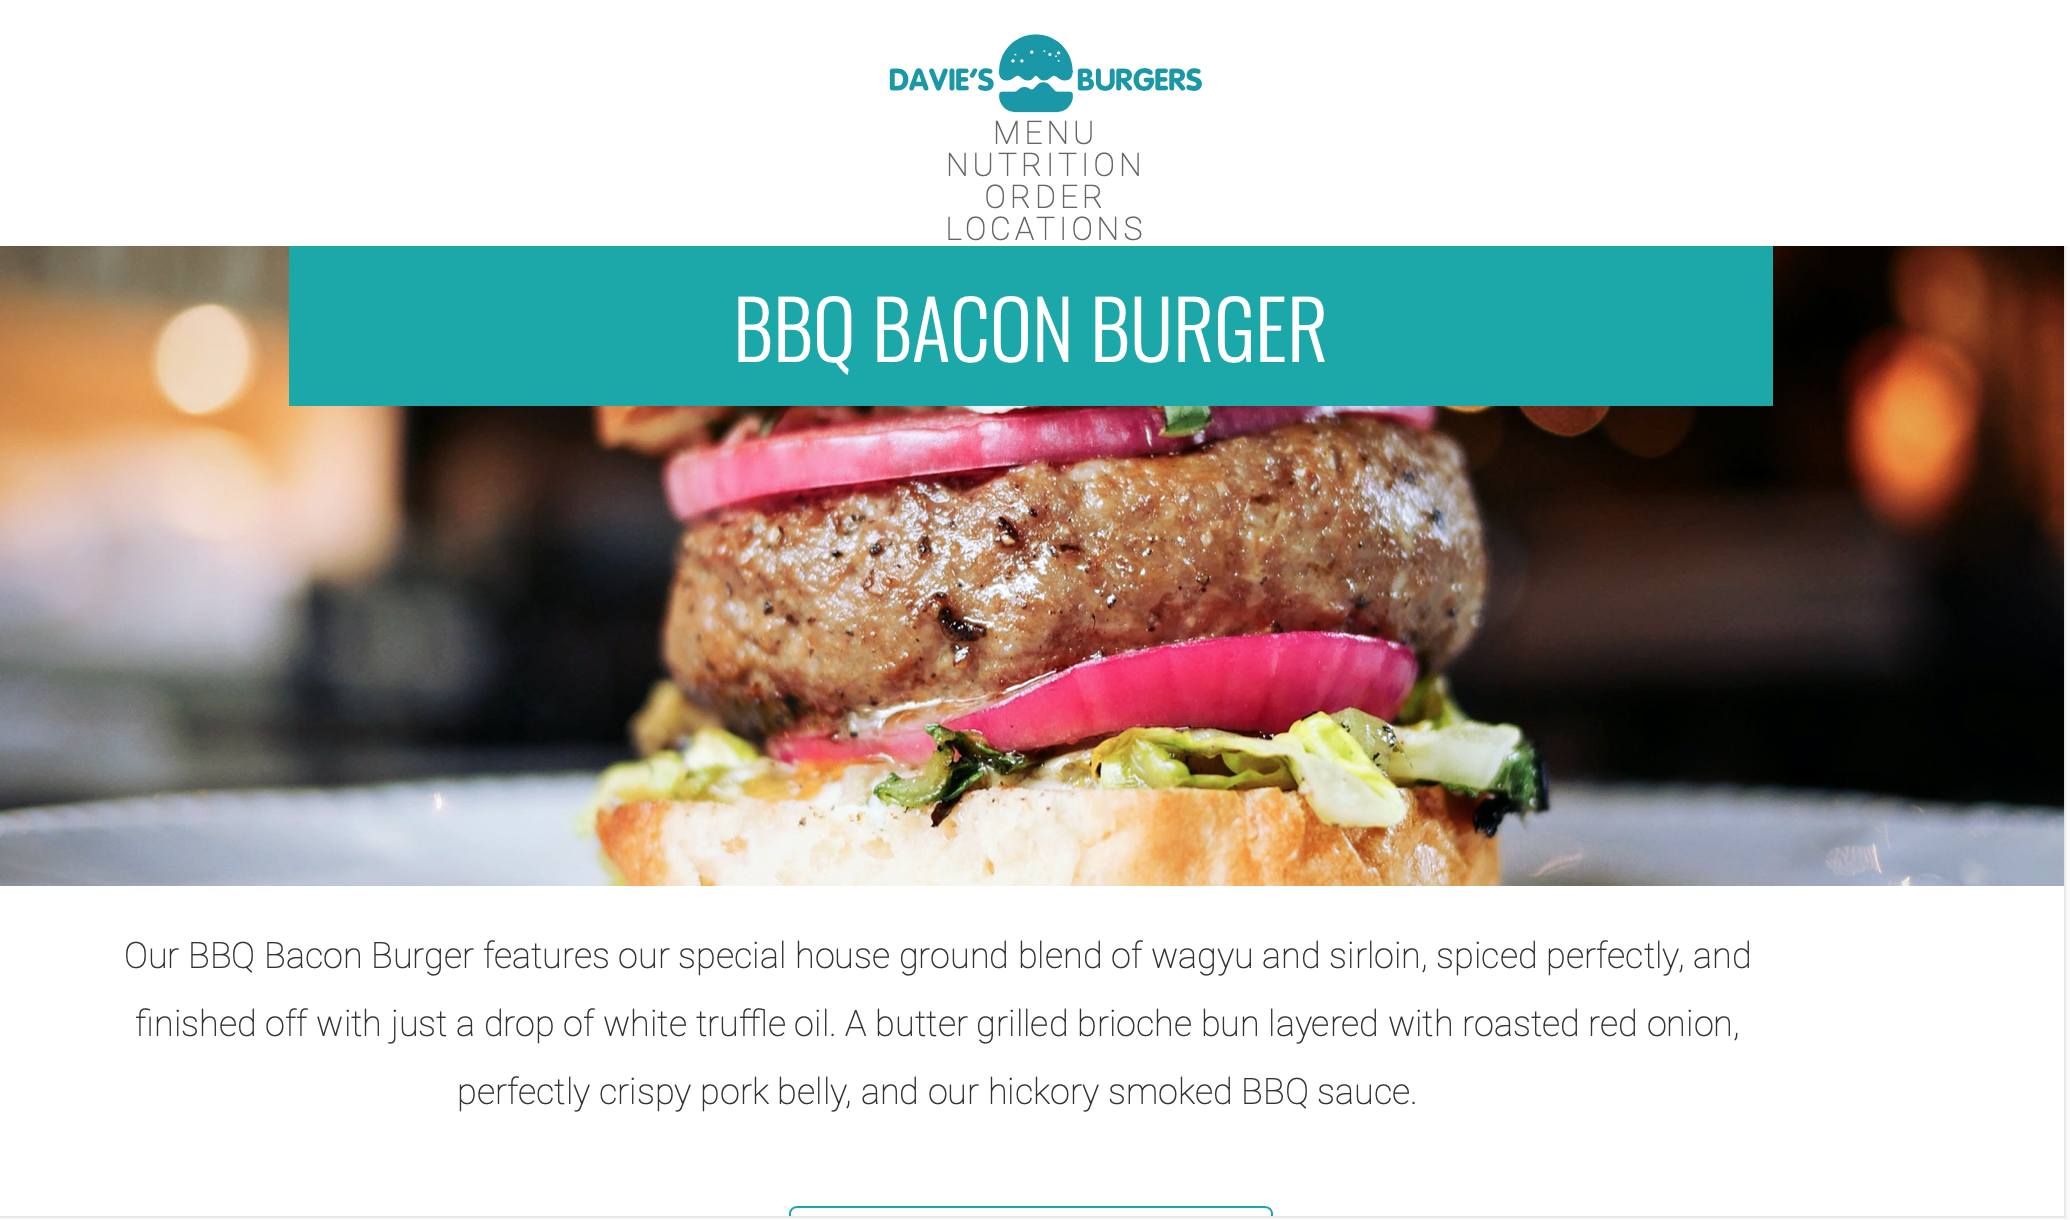 DAVIE'S BURGERS
MENU
NUTRITION
ORDER
LOCATIONS
BBQ BACON BURGER
Our BBQ Bacon Burger features our special house ground blend of wagyu and sirloin, spiced perfectly, and
finished off with just a drop of white truffle oil. A butter grilled brioche bun layered with roasted red onion,
perfectly crispy pork belly, and our hickory smoked BBQ sauce.